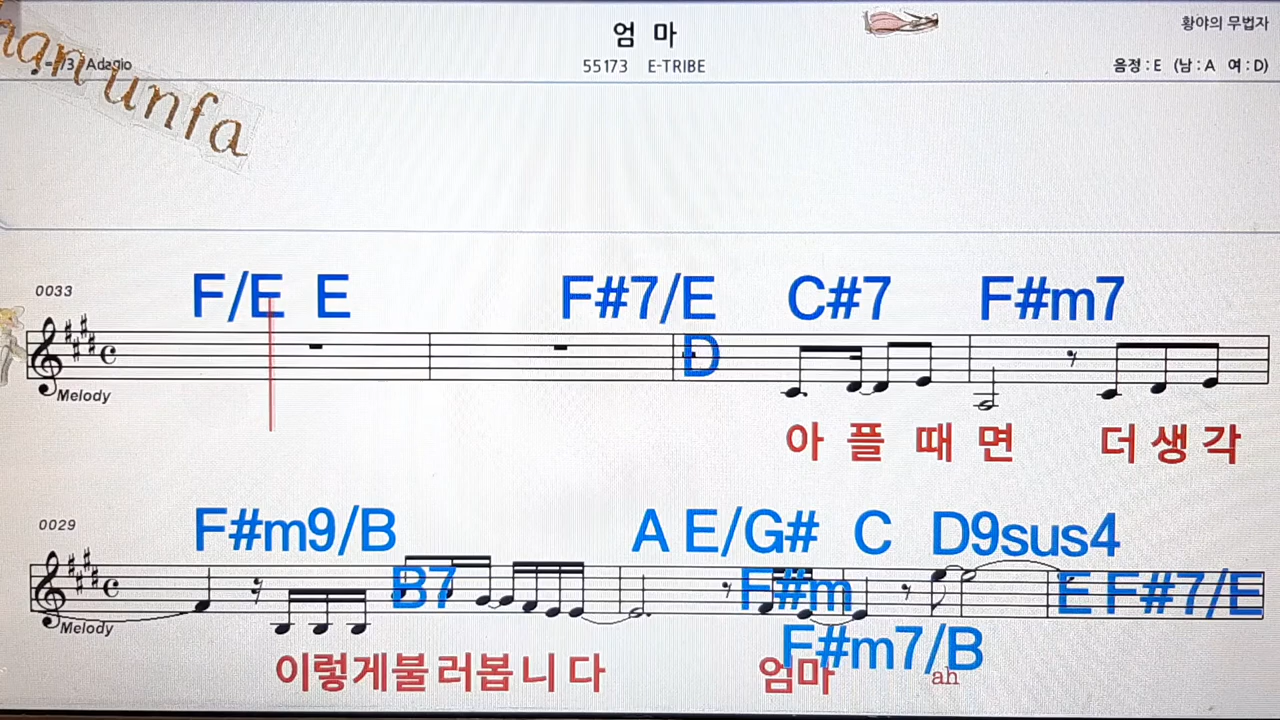 엄 마
황야의 무법자
55173 E-TRIBE
음정 : E (남 : A 여 : D)
Adagio
unfa
0033
F/E E F#7/E C#7 F#m7
D
Melody
아 플 때 면 더 생 각
0029
F#m9/B A E/G# C D9sus4
B7 F#m E F#7/E
Melody
F#m7/B
이렇게불러봅니다 엄마 ah